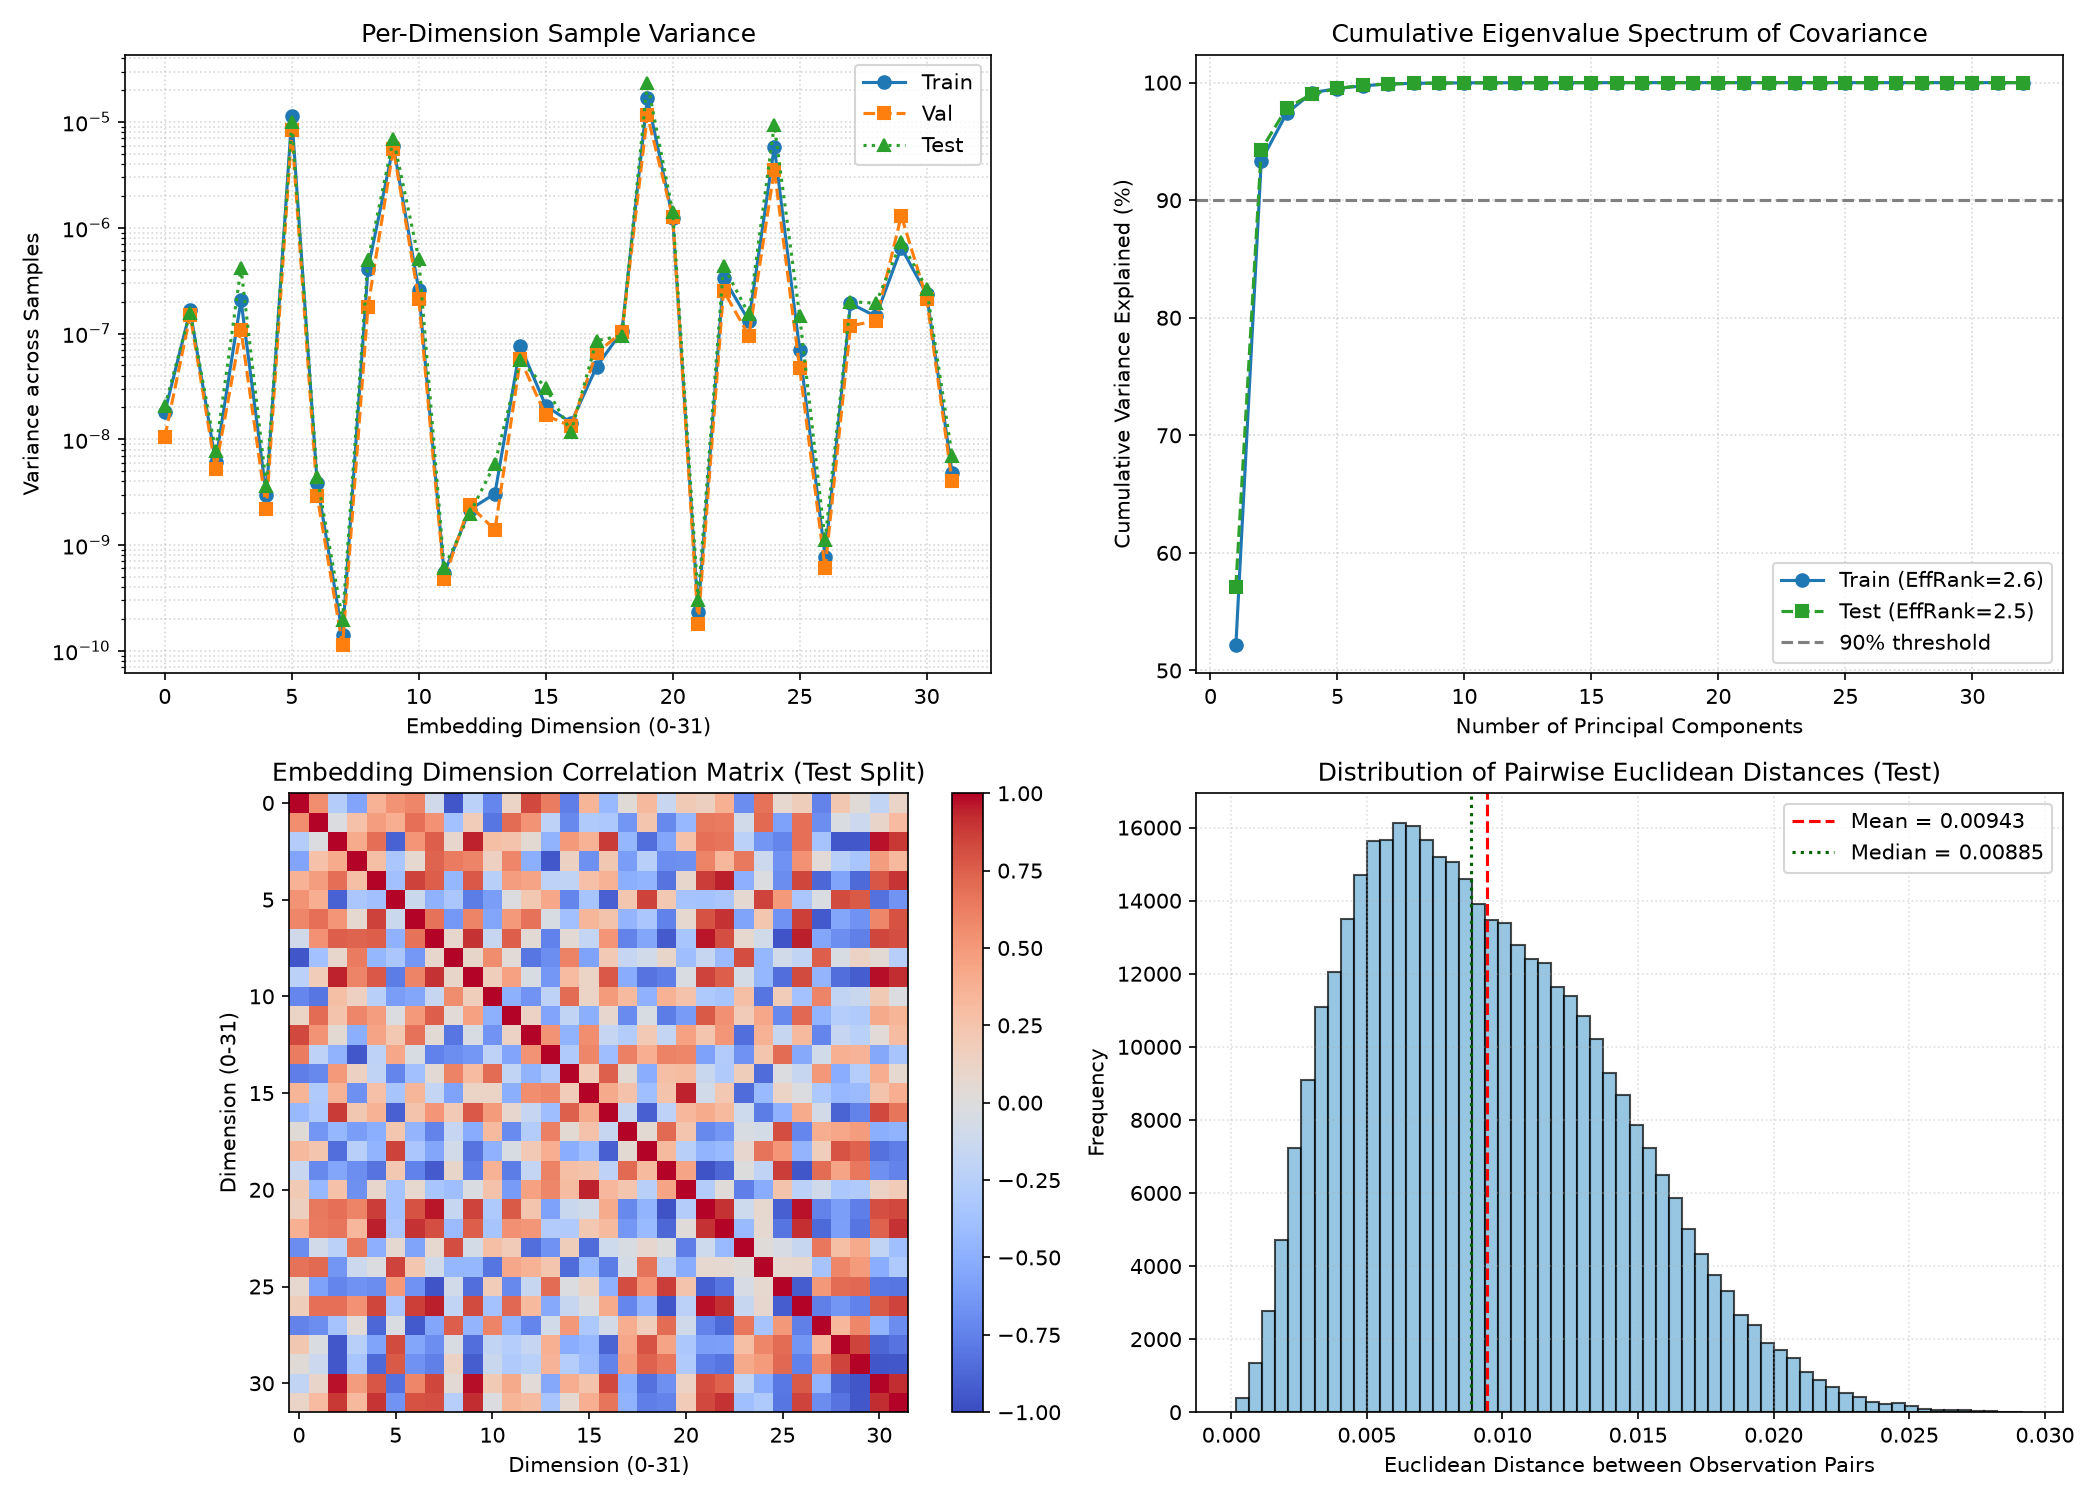 Per-Dimension Sample Variance
Variance across Samples
10⁻⁵
10⁻⁶
10⁻⁷
10⁻⁸
10⁻⁹
10⁻¹⁰
Train
Val
Test
0 5 10 15 20 25 30
Embedding Dimension (0-31)
Cumulative Eigenvalue Spectrum of Covariance
Cumulative Variance Explained (%)
100
90
80
70
60
50
Train (EffRank=2.6)
Test (EffRank=2.5)
90% threshold
0 5 10 15 20 25 30
Number of Principal Components
Embedding Dimension Correlation Matrix (Test Split)
Dimension (0-31)
0
5
10
15
20
25
30
0 5 10 15 20 25 30
Dimension (0-31)
1.00
0.75
0.50
0.25
0.00
−0.25
−0.50
−0.75
−1.00
Distribution of Pairwise Euclidean Distances (Test)
Frequency
16000
14000
12000
10000
8000
6000
4000
2000
0
Mean = 0.00943
Median = 0.00885
0.000 0.005 0.010 0.015 0.020 0.025 0.030
Euclidean Distance between Observation Pairs